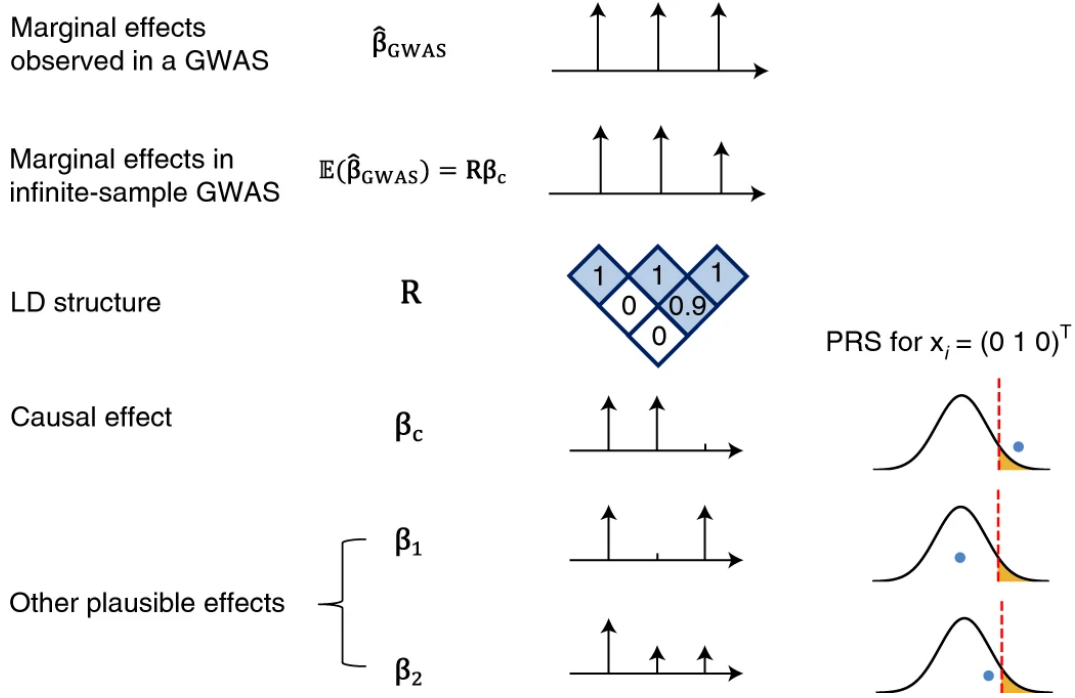 Marginal effects
observed in a GWAS
β̂GWAS
Marginal effects in
infinite-sample GWAS
𝔼(β̂GWAS) = Rβc
LD structure
R
1 1 1
0 0.9
0
PRS for xi = (0 1 0)T
Causal effect
βc
Other plausible effects
β1
β2